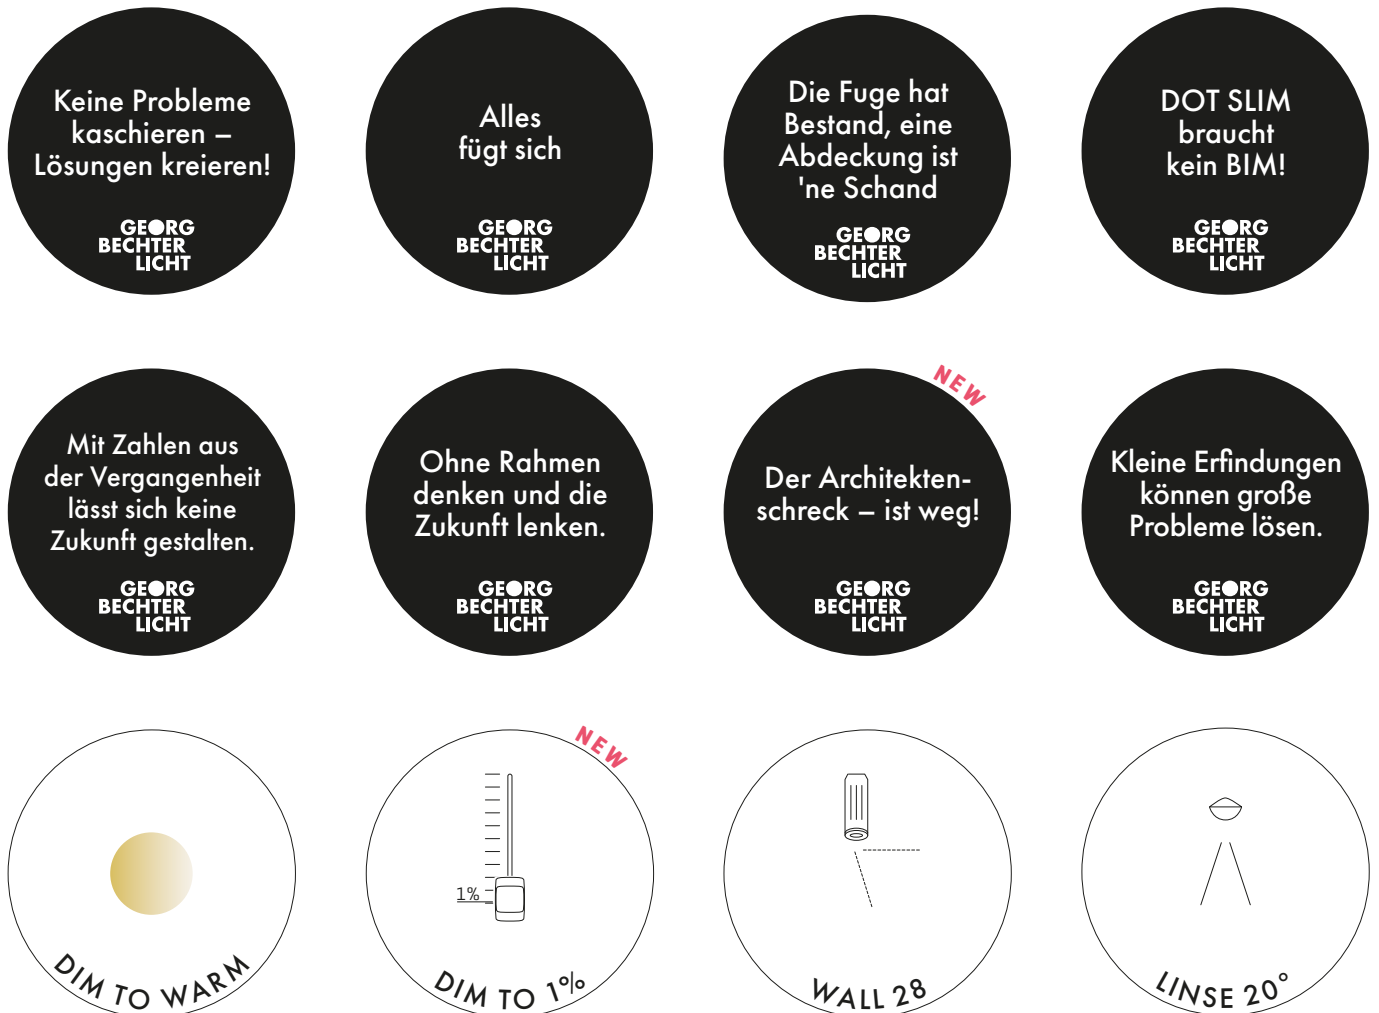 Keine Probleme
kaschieren –
Lösungen kreieren!
GEORG
BECHTER
LICHT
Alles
fügt sich
GEORG
BECHTER
LICHT
Die Fuge hat
Bestand, eine
Abdeckung ist
'ne Schand
GEORG
BECHTER
LICHT
DOT SLIM
braucht
kein BIM!
GEORG
BECHTER
LICHT
Mit Zahlen aus
der Vergangenheit
lässt sich keine
Zukunft gestalten.
GEORG
BECHTER
LICHT
Ohne Rahmen
denken und die
Zukunft lenken.
GEORG
BECHTER
LICHT
NEW
Der Architekten-
schreck – ist weg!
GEORG
BECHTER
LICHT
Kleine Erfindungen
können große
Probleme lösen.
GEORG
BECHTER
LICHT
DIM TO WARM
NEW
1%
DIM TO 1%
WALL 28
LINSE 20°